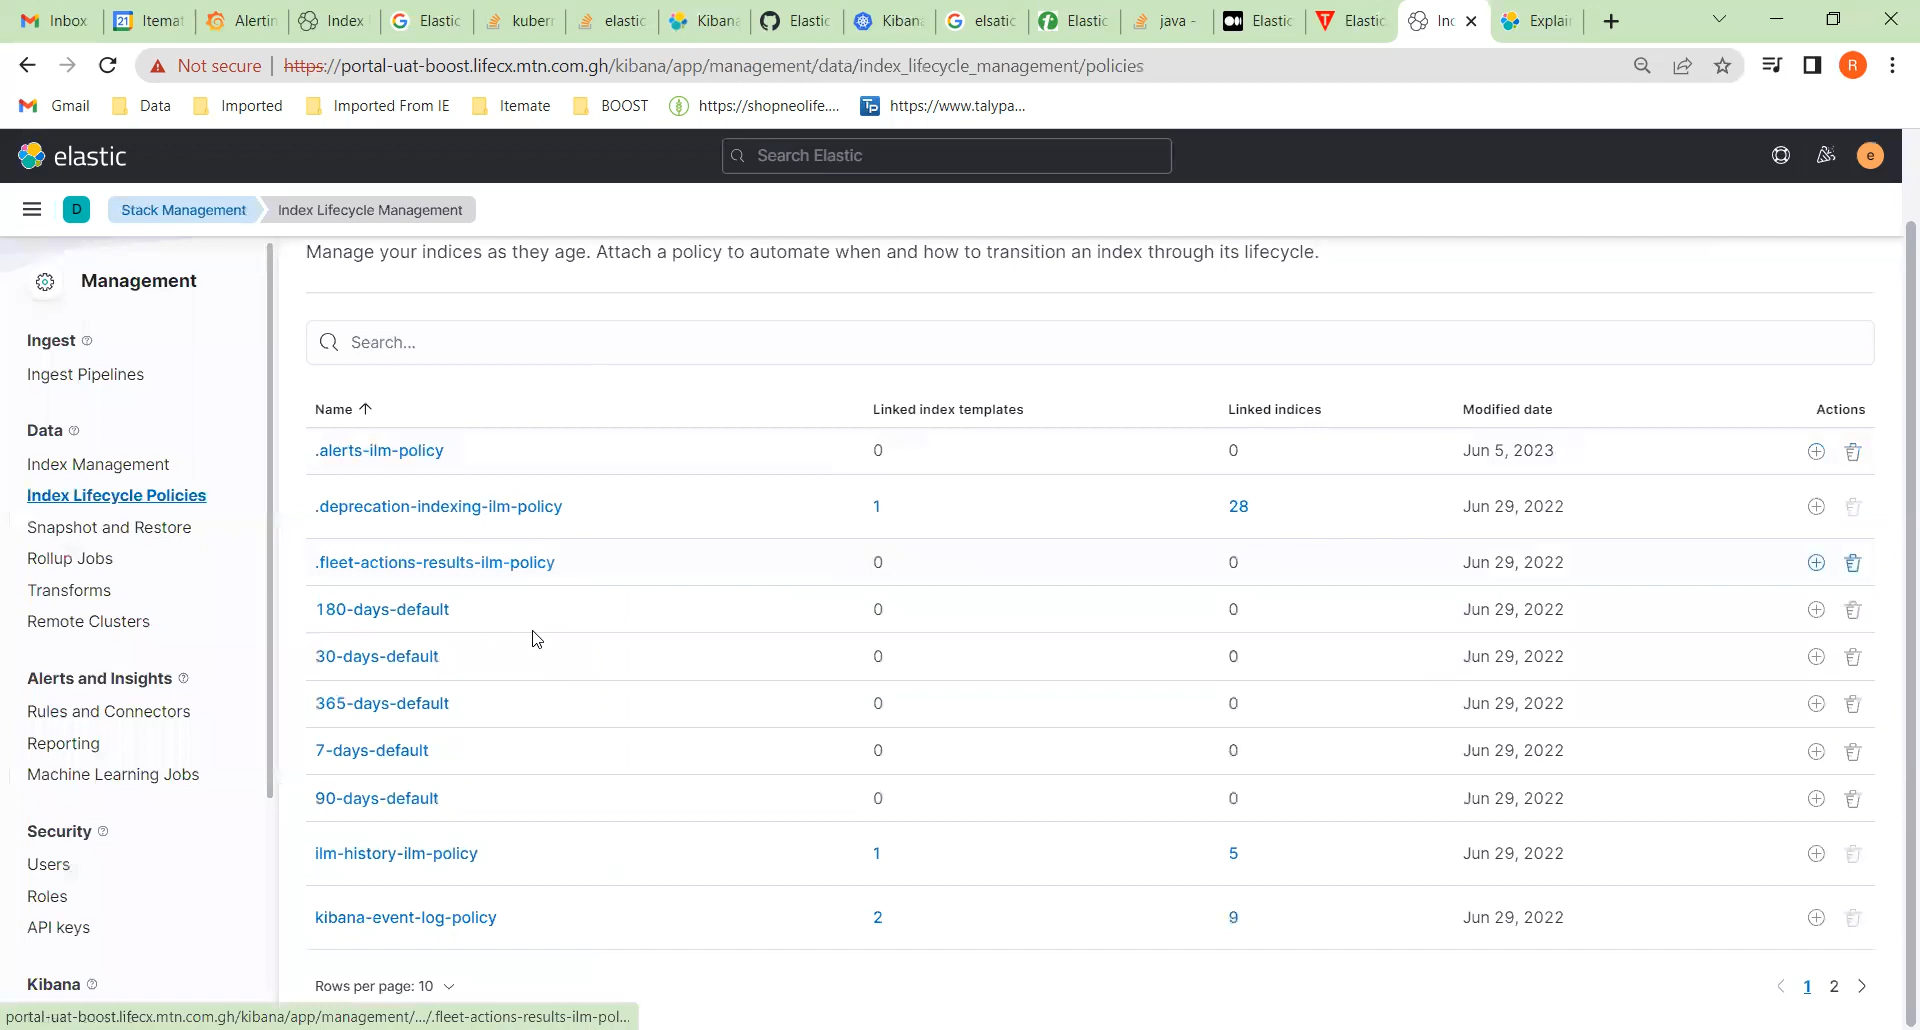 Inbox
21 Itemat
Alertin
Index
Elastic
kubern
elastic
Kibana
Elastic
Kibana
elsatic
Elastic
java -
Elastic
Elastic
Inc
Explai
Not secure | https://portal-uat-boost.lifecx.mtn.com.gh/kibana/app/management/data/index_lifecycle_management/policies
R
Gmail
Data
Imported
Imported From IE
Itemate
BOOST
https://shopneolife....
TP https://www.talypa...
elastic
Search Elastic
e
D
Stack Management
Index Lifecycle Management
Management
Ingest
Ingest Pipelines
Data
Index Management
Index Lifecycle Policies
Snapshot and Restore
Rollup Jobs
Transforms
Remote Clusters
Alerts and Insights
Rules and Connectors
Reporting
Machine Learning Jobs
Security
Users
Roles
API keys
Kibana
Manage your indices as they age. Attach a policy to automate when and how to transition an index through its lifecycle.
Search...
Name Linked index templates Linked indices Modified date Actions
.alerts-ilm-policy 0 0 Jun 5, 2023
.deprecation-indexing-ilm-policy 1 28 Jun 29, 2022
.fleet-actions-results-ilm-policy 0 0 Jun 29, 2022
180-days-default 0 0 Jun 29, 2022
30-days-default 0 0 Jun 29, 2022
365-days-default 0 0 Jun 29, 2022
7-days-default 0 0 Jun 29, 2022
90-days-default 0 0 Jun 29, 2022
ilm-history-ilm-policy 1 5 Jun 29, 2022
kibana-event-log-policy 2 9 Jun 29, 2022
Rows per page: 10
1 2
portal-uat-boost.lifecx.mtn.com.gh/kibana/app/management/.../.fleet-actions-results-ilm-pol...